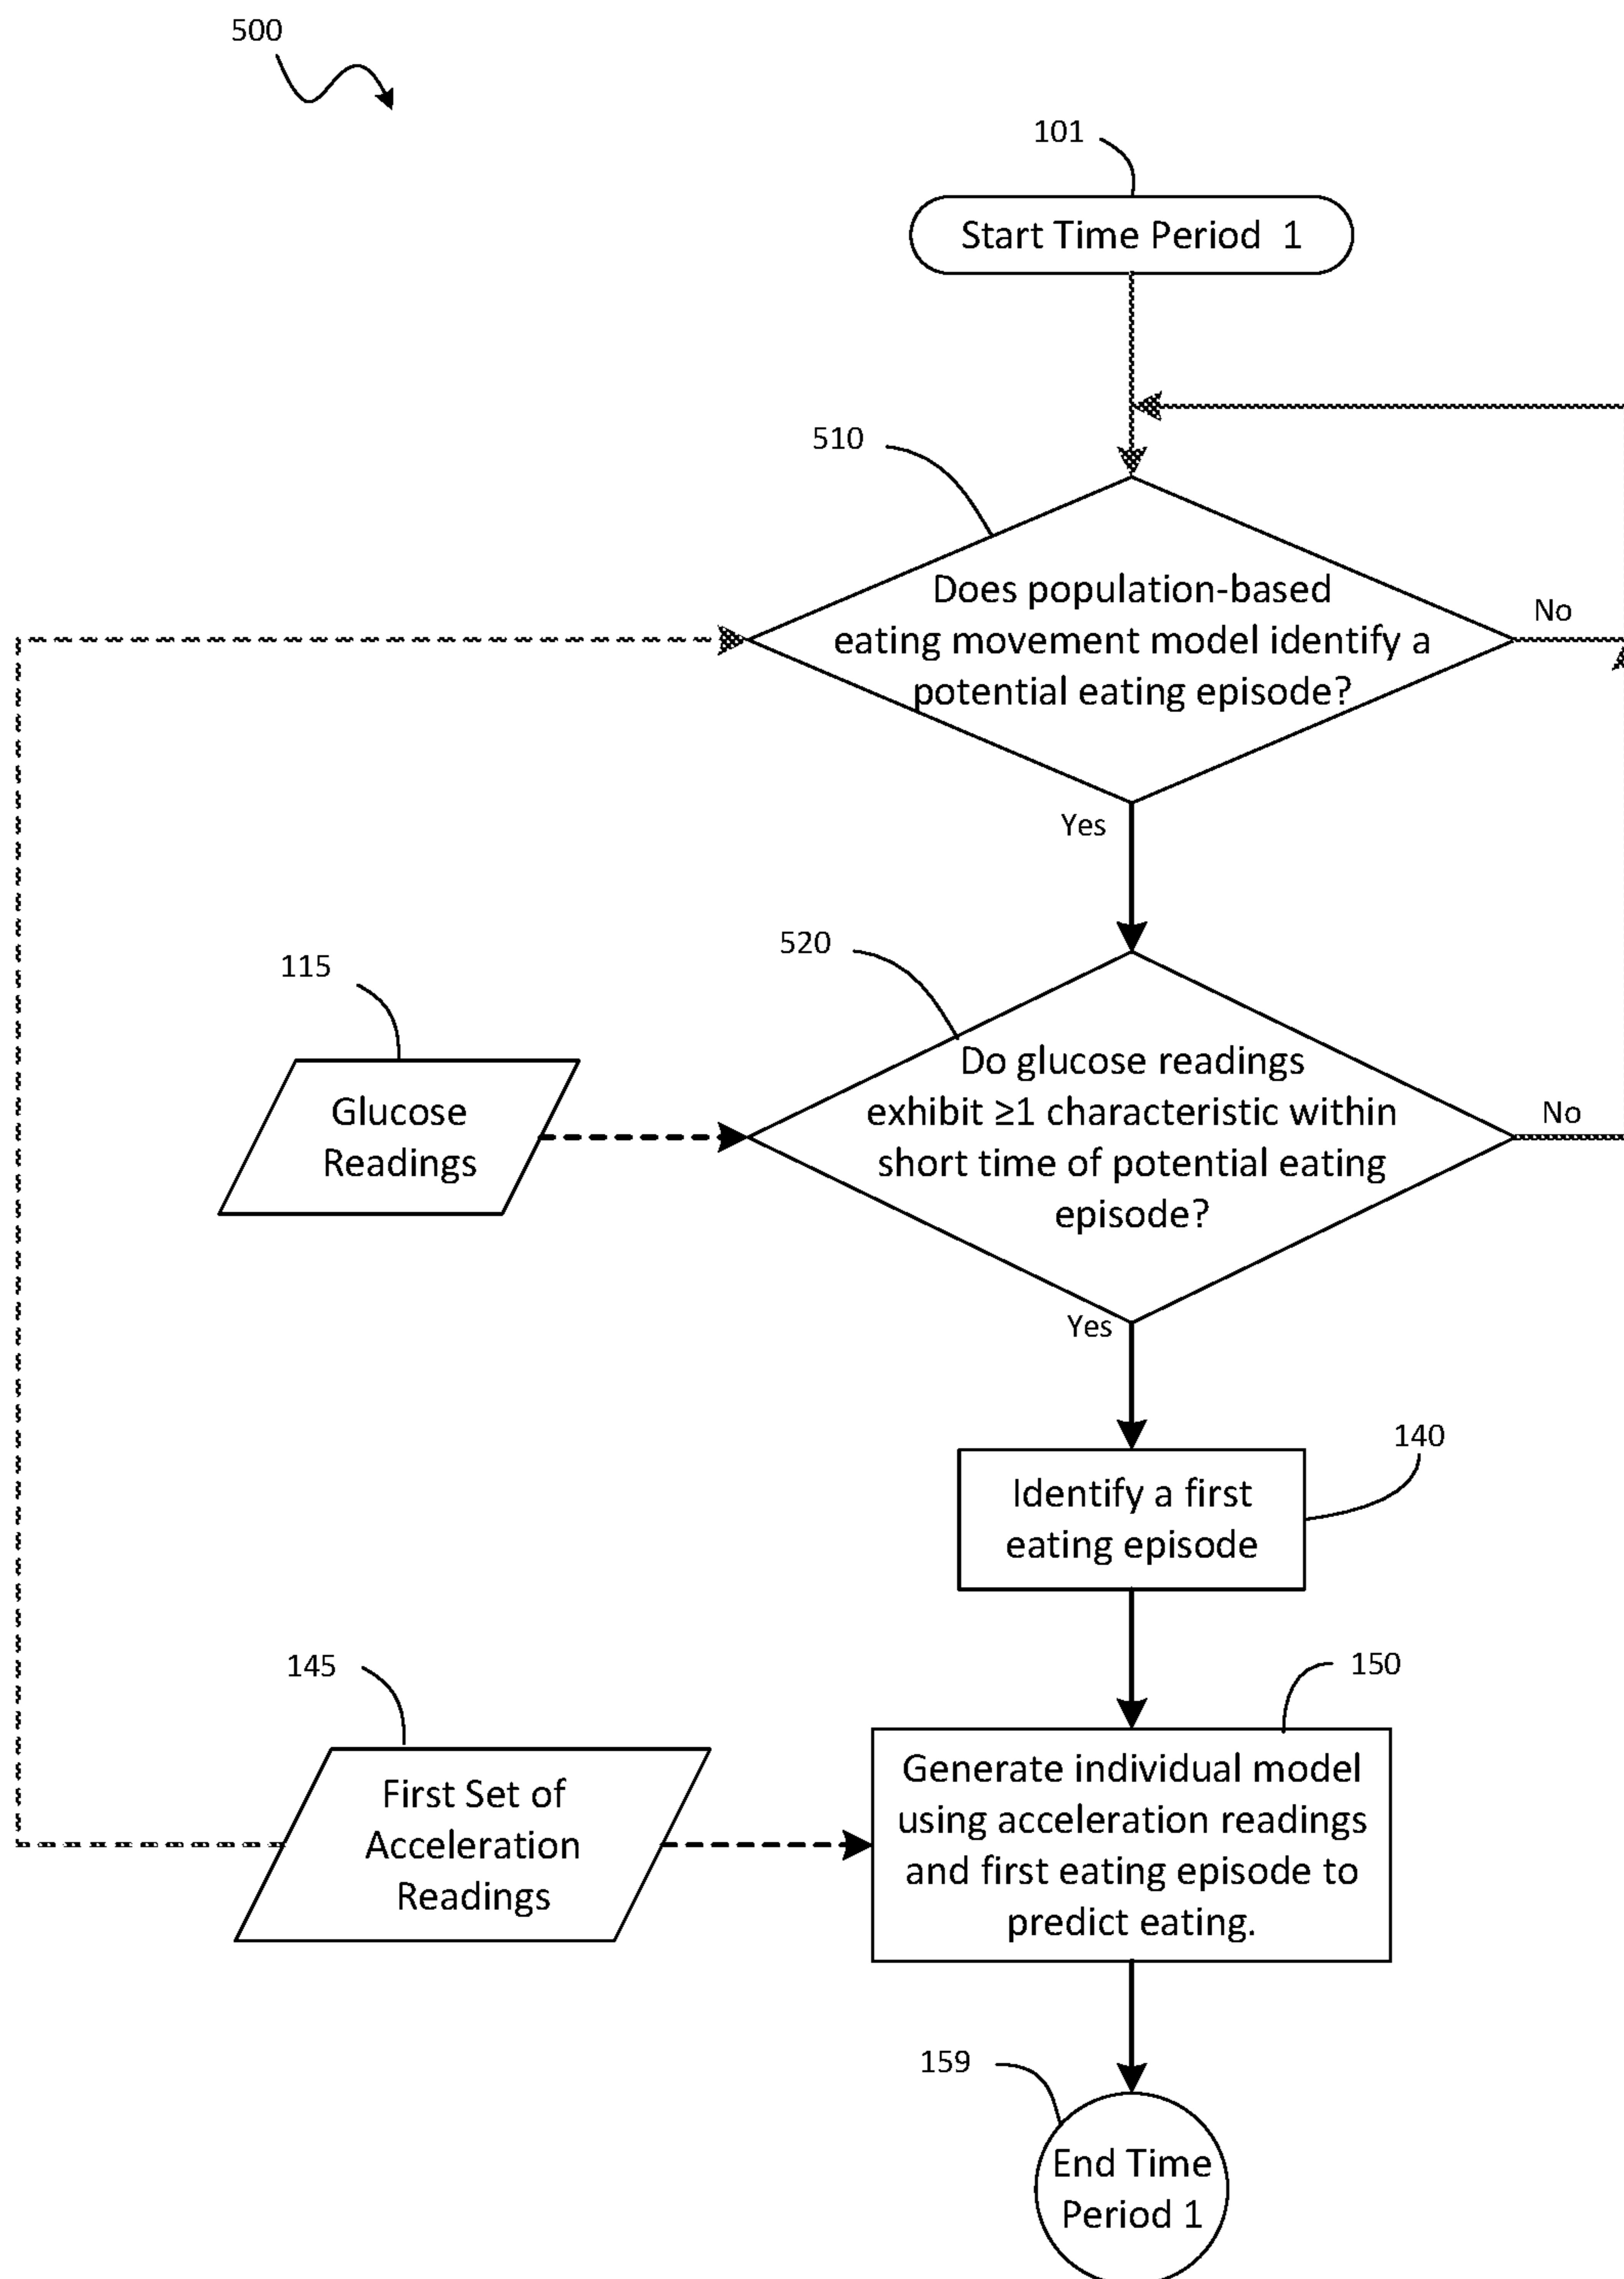 500
101
Start Time Period 1
510
Does population-based
eating movement model identify a
potential eating episode?
No
Yes
520
115
Do glucose readings
exhibit ≥1 characteristic within
short time of potential eating
episode?
Glucose
Readings
No
Yes
140
Identify a first
eating episode
145
150
First Set of
Acceleration
Readings
Generate individual model
using acceleration readings
and first eating episode to
predict eating.
159
End Time
Period 1